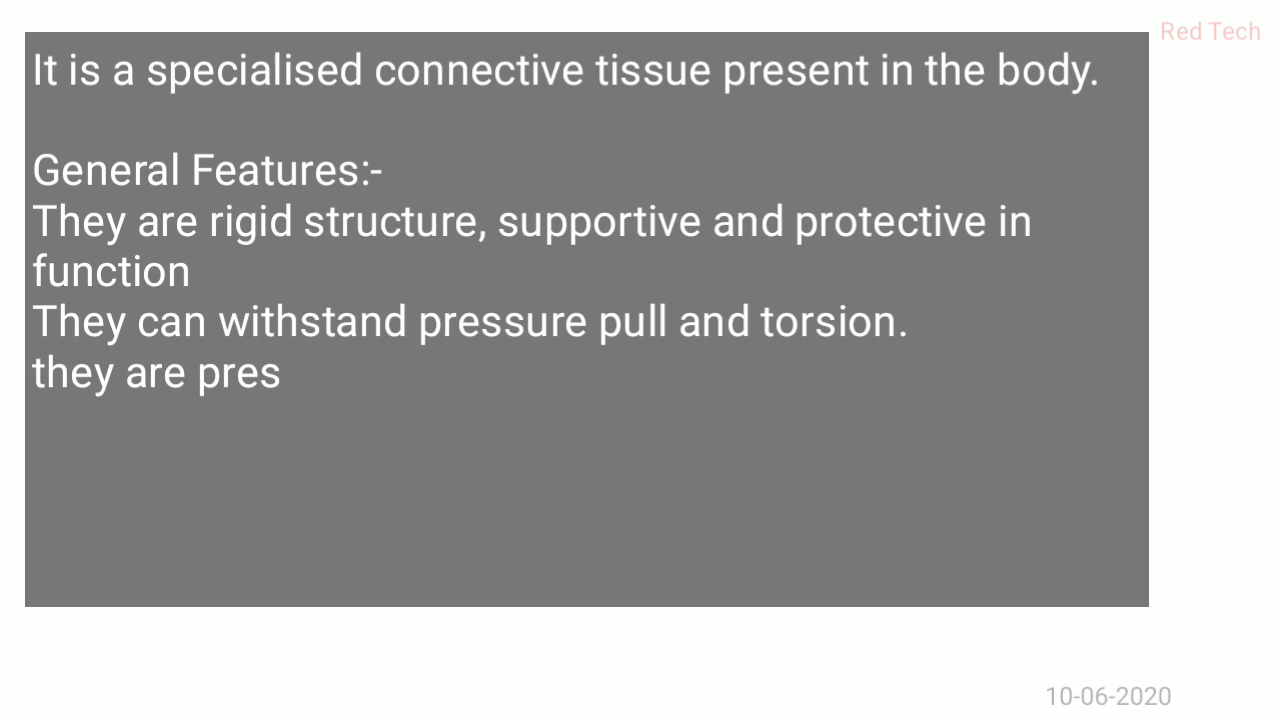 Red Tech
It is a specialised connective tissue present in the body.
General Features:-
They are rigid structure, supportive and protective in
function
They can withstand pressure pull and torsion.
they are pres
10-06-2020